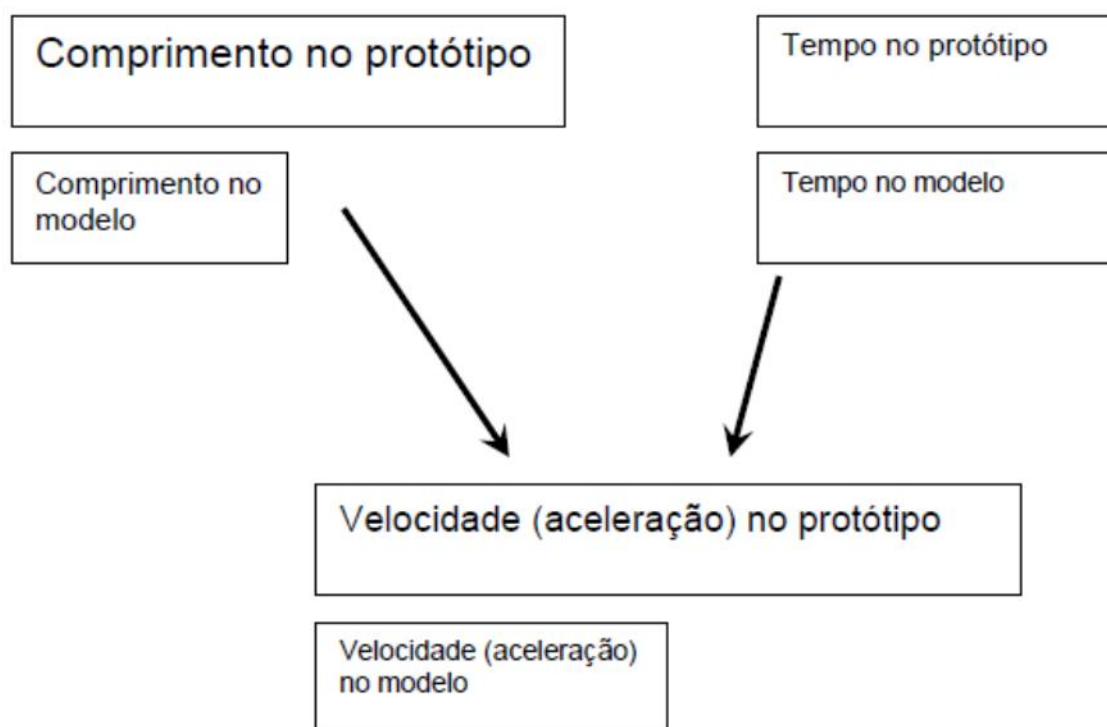 Comprimento no protótipo
Tempo no protótipo
Comprimento no
modelo
Tempo no modelo
Velocidade (aceleração) no protótipo
Velocidade (aceleração)
no modelo